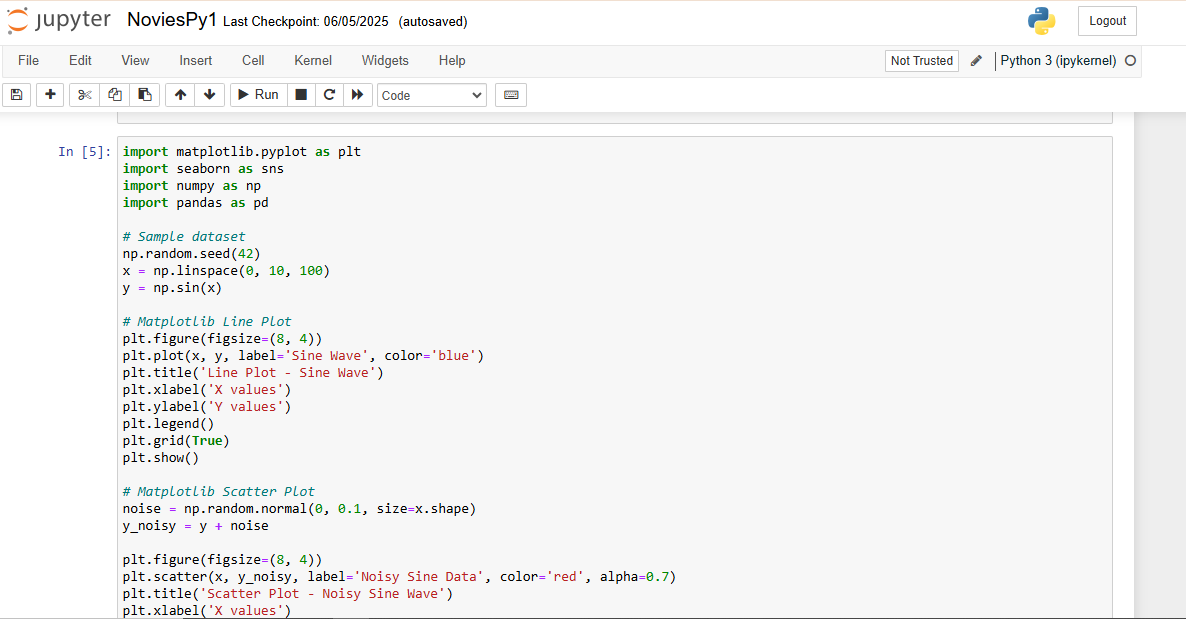 jupyter NoviesPy1 Last Checkpoint: 06/05/2025 (autosaved) Logout
File Edit View Insert Cell Kernel Widgets Help Not Trusted Python 3 (ipykernel)
Run Code
In [5]: import matplotlib.pyplot as plt
import seaborn as sns
import numpy as np
import pandas as pd
# Sample dataset
np.random.seed(42)
x = np.linspace(0, 10, 100)
y = np.sin(x)
# Matplotlib Line Plot
plt.figure(figsize=(8, 4))
plt.plot(x, y, label='Sine Wave', color='blue')
plt.title('Line Plot - Sine Wave')
plt.xlabel('X values')
plt.ylabel('Y values')
plt.legend()
plt.grid(True)
plt.show()
# Matplotlib Scatter Plot
noise = np.random.normal(0, 0.1, size=x.shape)
y_noisy = y + noise
plt.figure(figsize=(8, 4))
plt.scatter(x, y_noisy, label='Noisy Sine Data', color='red', alpha=0.7)
plt.title('Scatter Plot - Noisy Sine Wave')
plt.xlabel('X values')